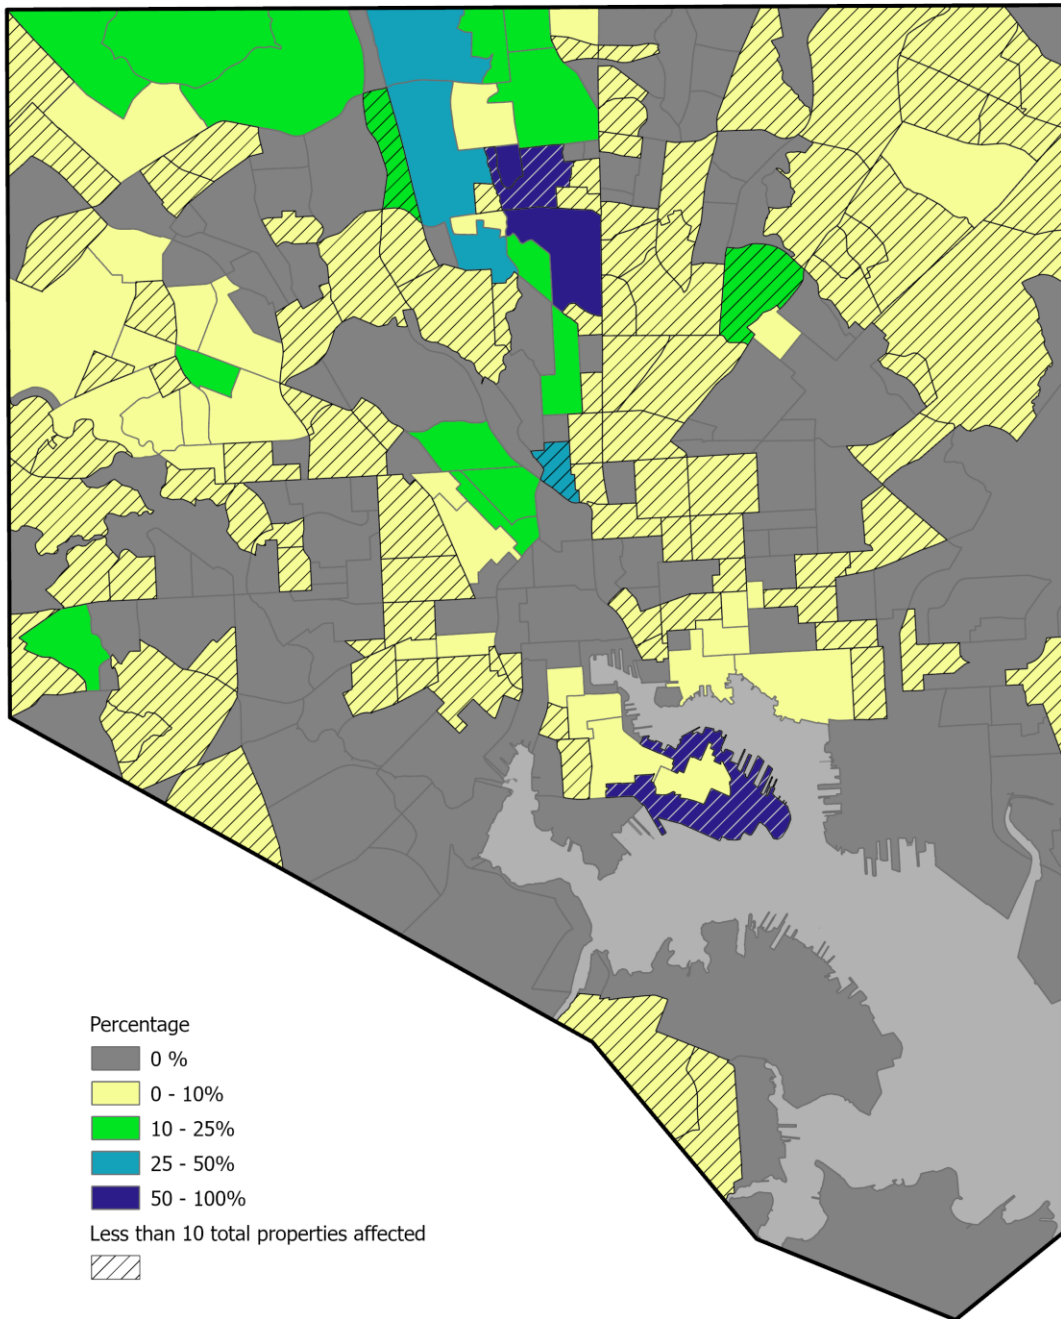 Percentage
0 %
0 - 10%
10 - 25%
25 - 50%
50 - 100%
Less than 10 total properties affected